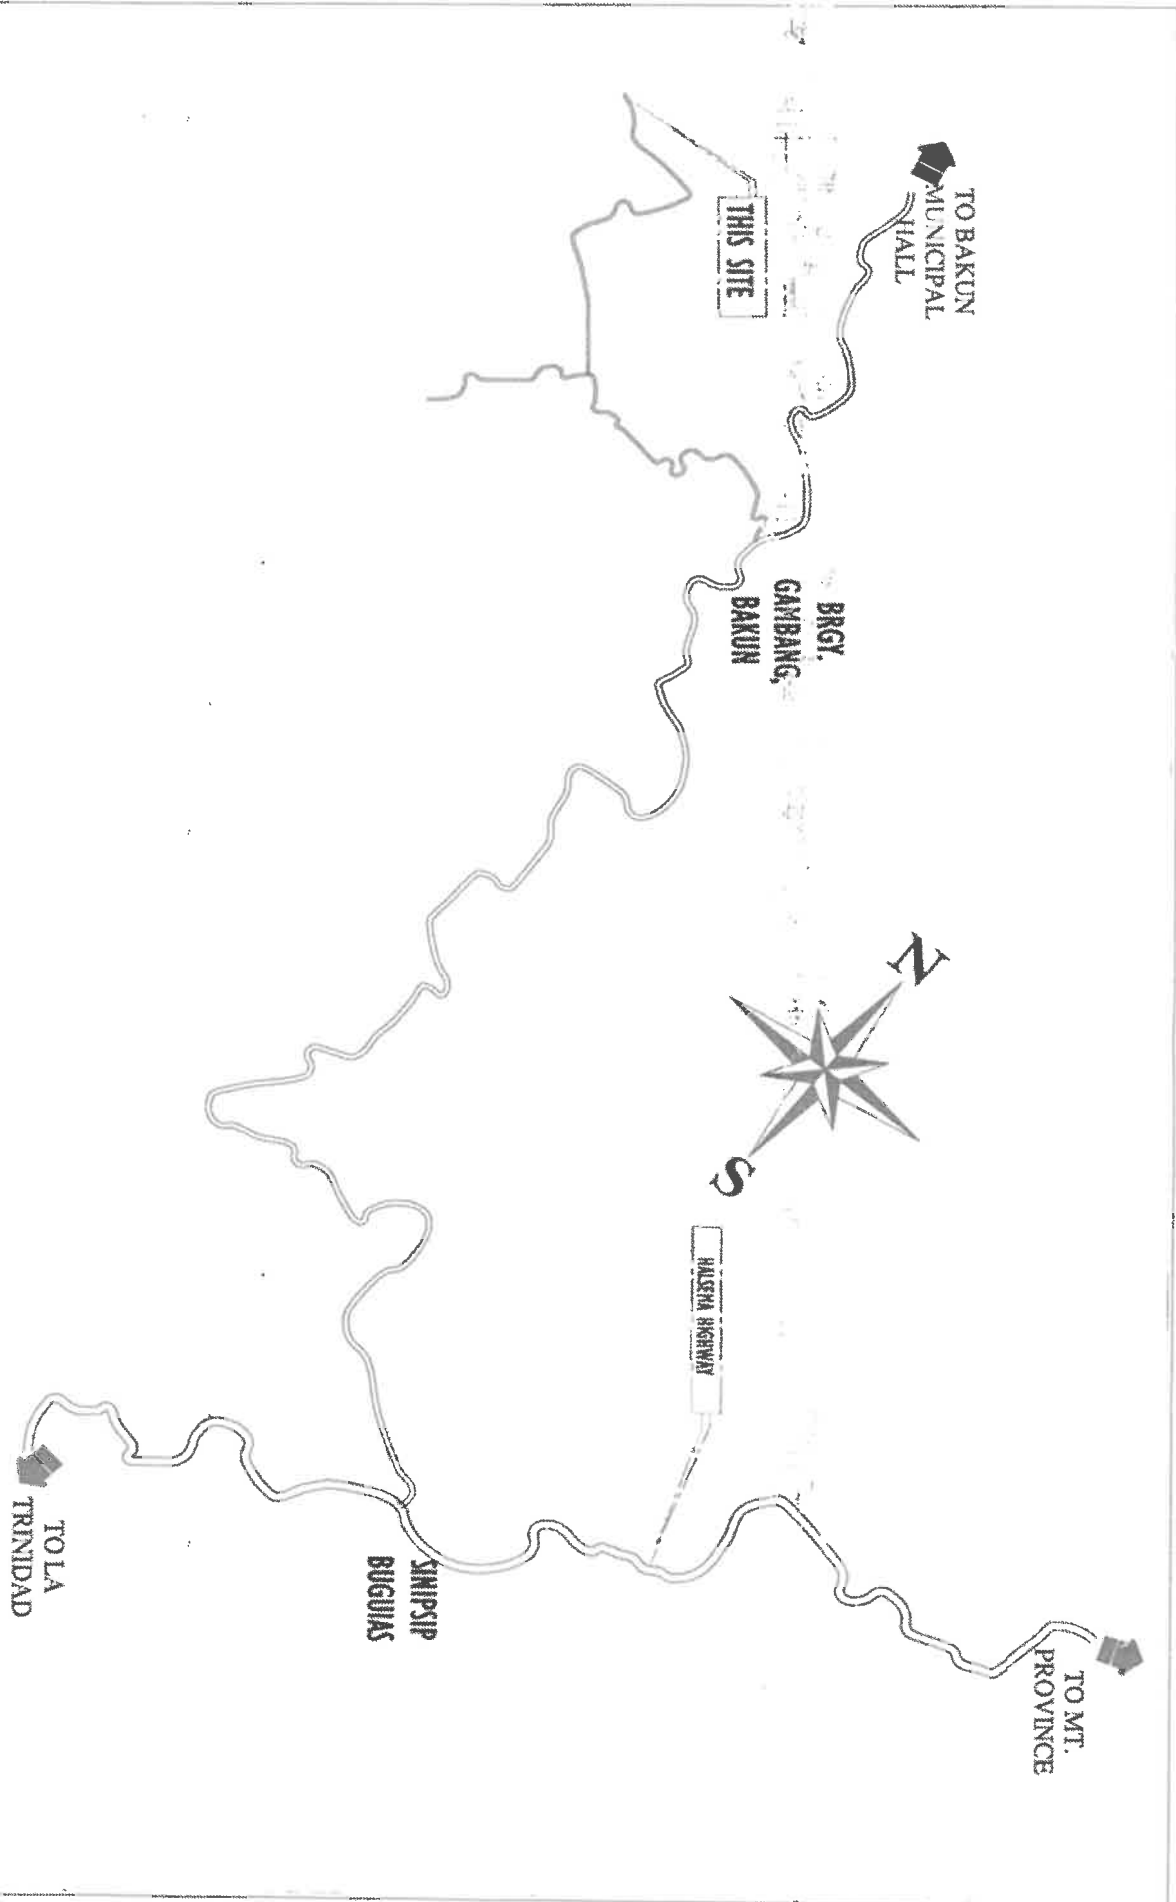 TO BAKUN
MUNICIPAL
HALL
THIS SITE
BRGY.
GAMBANG,
BAKUN
N
S
HALSEMA HIGHWAY
TO MT.
PROVINCE
SINIPSIP
BUGUIAS
TO LA
TRINIDAD